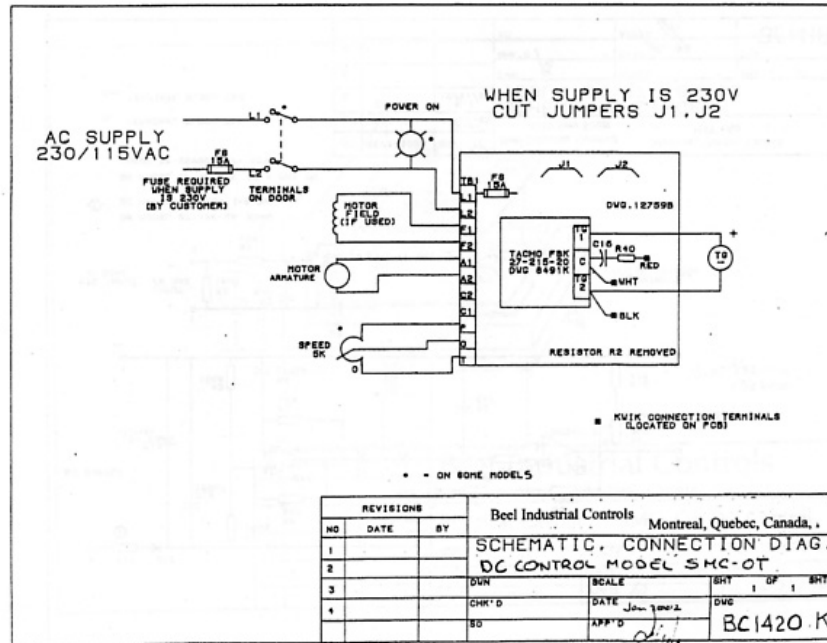 WHEN SUPPLY IS 230V
CUT JUMPERS J1.J2
POWER ON
L1
*
AC SUPPLY
230/115VAC
F8
15A
L2
FUSE REQUIRED
WHEN SUPPLY
IS 230V
(BY CUSTOMER)
TERMINALS
ON DOOR
*
TB1
L1
L2
F1
F2
A1
A2
C2
C1
P
O
T
F8
15A
J1
J2
DWG.12759B
MOTOR
FIELD
(IF USED)
MOTOR
ARMATURE
TACHO FBK
27-215-20
DWG 8491K
TG
1
C
TG
2
C16
R40
RED
WHT
BLK
+
TG
+
*
SPEED
5K
O
RESISTOR R2 REMOVED
■ KWIK CONNECTION TERMINALS
(LOCATED ON PCB)
* - ON SOME MODELS
REVISIONS
NO DATE BY
1
2
3
4
Beel Industrial Controls
Montreal, Quebec, Canada, .
SCHEMATIC, CONNECTION DIAG.
DC CONTROL MODEL SMC-OT
DWN SCALE SHT 1 OF 1 SHT
CHK'D DATE Jan 2002 DWG
SO APP'D BC1420 K